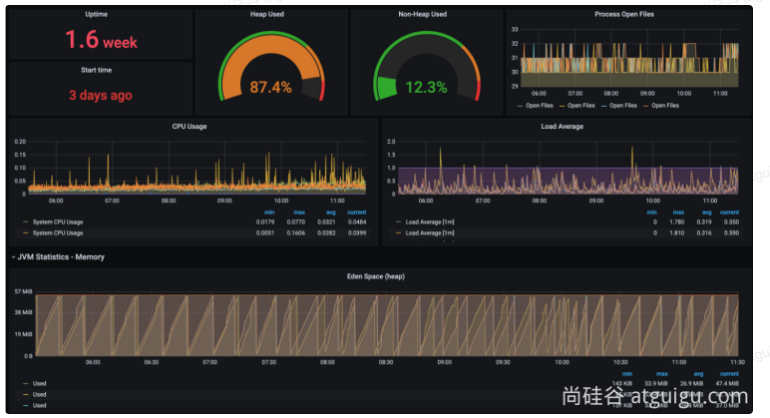 Uptime
Heap Used
Non-Heap Used
Process Open Files
1.6 week
Start time
3 days ago
87.4%
12.3%
33
32
31
30
29
06:00 07:00 08:00 09:00 10:00 11:00
Open Files Open Files Open Files Open Files
CPU Usage
0.20
0.15
0.10
0.05
0
06:00 07:00 08:00 09:00 10:00 11:00
min max avg current
System CPU Usage 0.0179 0.0770 0.0321 0.0484
System CPU Usage 0.0051 0.1606 0.0282 0.0399
Load Average
2.0
1.5
1.0
0.5
0
06:00 07:00 08:00 09:00 10:00 11:00
min max avg current
Load Average [1m] 0 1.780 0.319 0.550
Load Average [1m] 0 1.810 0.316 0.590
JVM Statistics - Memory
Eden Space (heap)
57 MiB
38 MiB
19 MiB
0 B
06:00 06:30 07:00 07:30 08:00 08:30 09:00 09:30 10:00 10:30 11:00 11:30
min max avg current
Used 143 KiB 53.9 MiB 26.9 MiB 47.4 MiB
Used
Used 37.0 MiB
尚硅谷 atguigu.com